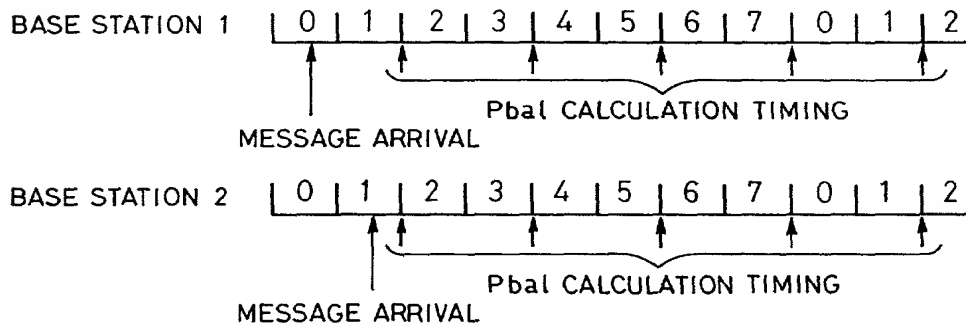 BASE STATION 1 0 1 2 3 4 5 6 7 0 1 2
Pbal CALCULATION TIMING
MESSAGE ARRIVAL
BASE STATION 2 0 1 2 3 4 5 6 7 0 1 2
Pbal CALCULATION TIMING
MESSAGE ARRIVAL